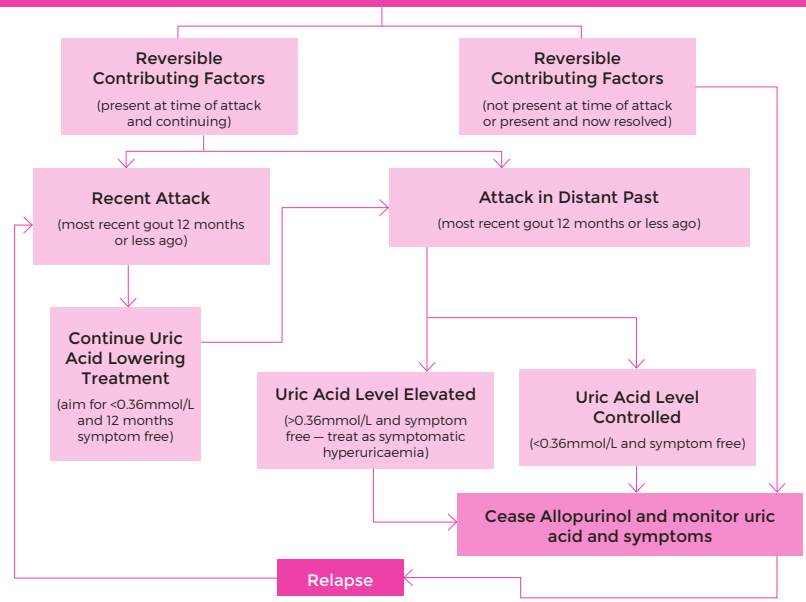 Reversible
Contributing Factors
(present at time of attack
and continuing)
Reversible
Contributing Factors
(not present at time of attack
or present and now resolved)
Recent Attack
(most recent gout 12 months
or less ago)
Attack in Distant Past
(most recent gout 12 months or less ago)
Continue Uric
Acid Lowering
Treatment
(aim for <0.36mmol/L
and 12 months
symptom free)
Uric Acid Level Elevated
(>0.36mmol/L and symptom
free — treat as symptomatic
hyperuricaemia)
Uric Acid Level
Controlled
(<0.36mmol/L and symptom free)
Cease Allopurinol and monitor uric
acid and symptoms
Relapse